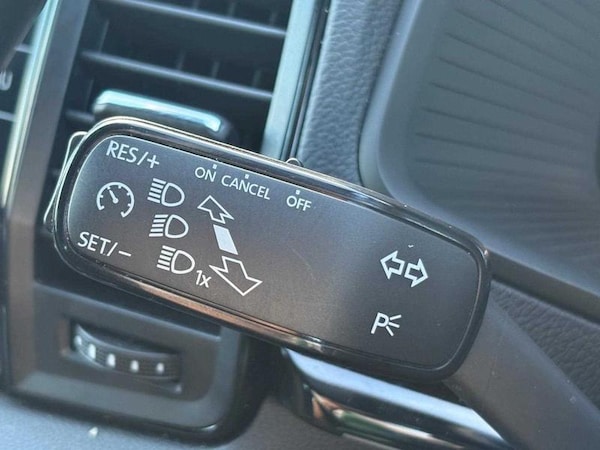 RES/+
ON CANCEL OFF
SET/-
1x
P